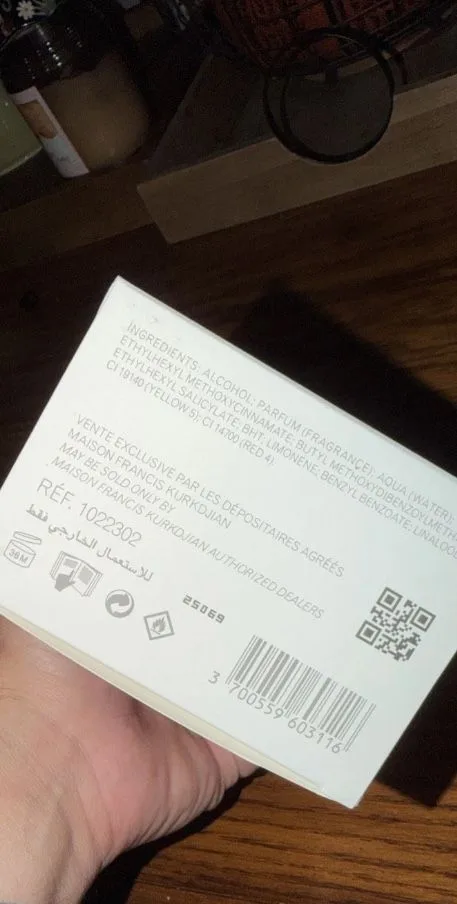 INGREDIENTS: ALCOHOL; PARFUM (FRAGRANCE); AQUA (WATER);
ETHYLHEXYL METHOXYCINNAMATE; BUTYL METHOXYDIBENZOYLMETH
ETHYLHEXYL SALICYLATE; BHT; LIMONENE; BENZYL BENZOATE; LINALOOL
CI 19140 (YELLOW 5); CI 14700 (RED 4)
VENTE EXCLUSIVE PAR LES DÉPOSITAIRES AGRÉÉS
MAISON FRANCIS KURKDJIAN
MAY BE SOLD ONLY BY
MAISON FRANCIS KURKDJIAN AUTHORIZED DEALERS
RÉF. 1022302
للاستعمال الخارجي فقط
36M
25069
3 700559 603116